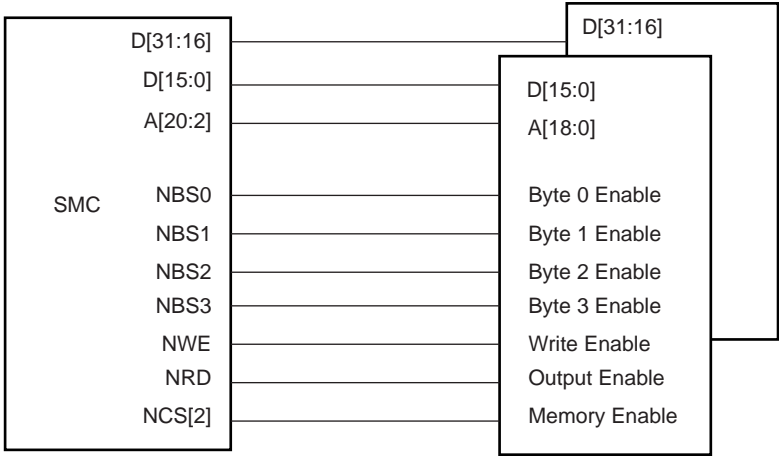 D[31:16] D[31:16]
D[15:0] D[15:0]
A[20:2] A[18:0]
SMC
NBS0 Byte 0 Enable
NBS1 Byte 1 Enable
NBS2 Byte 2 Enable
NBS3 Byte 3 Enable
NWE Write Enable
NRD Output Enable
NCS[2] Memory Enable